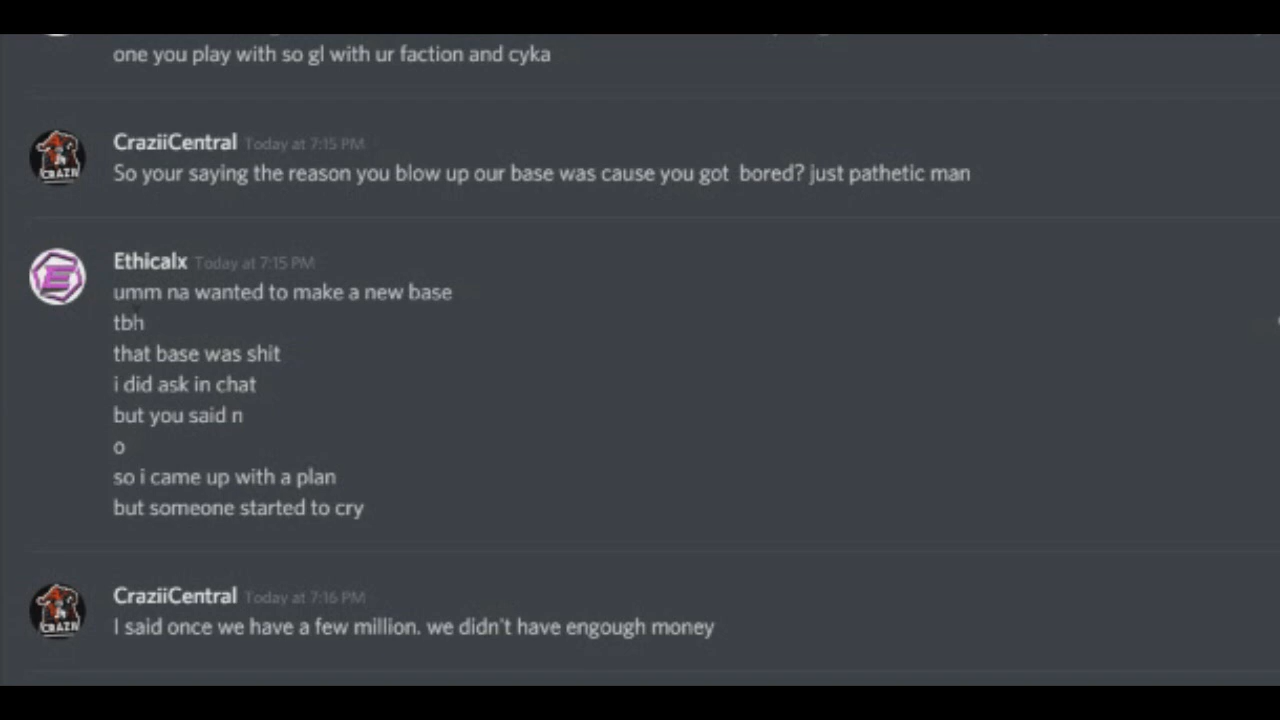 one you play with so gl with ur faction and cyka
CraziiCentral Today at 7:15 PM
So your saying the reason you blow up our base was cause you got bored? just pathetic man
Ethicalx Today at 7:15 PM
umm na wanted to make a new base
tbh
that base was shit
i did ask in chat
but you said n
o
so i came up with a plan
but someone started to cry
CraziiCentral Today at 7:16 PM
I said once we have a few million. we didn't have engough money